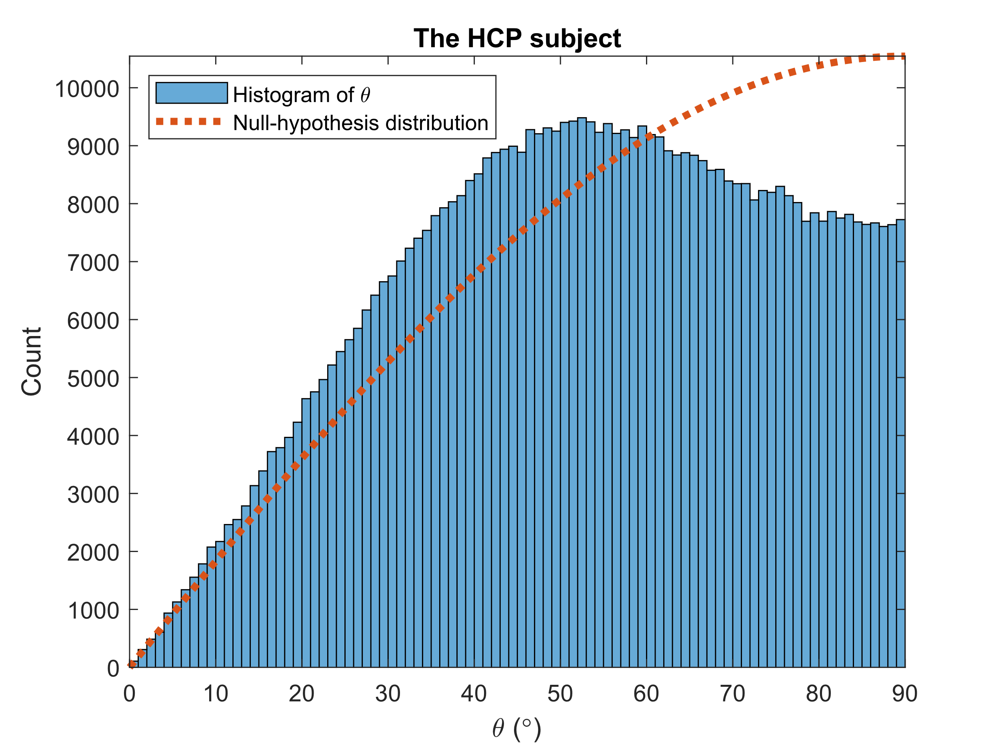 The HCP subject
Histogram of θ
Null-hypothesis distribution
10000
9000
8000
7000
6000
5000
4000
3000
2000
1000
0
Count
0 10 20 30 40 50 60 70 80 90
θ (°)